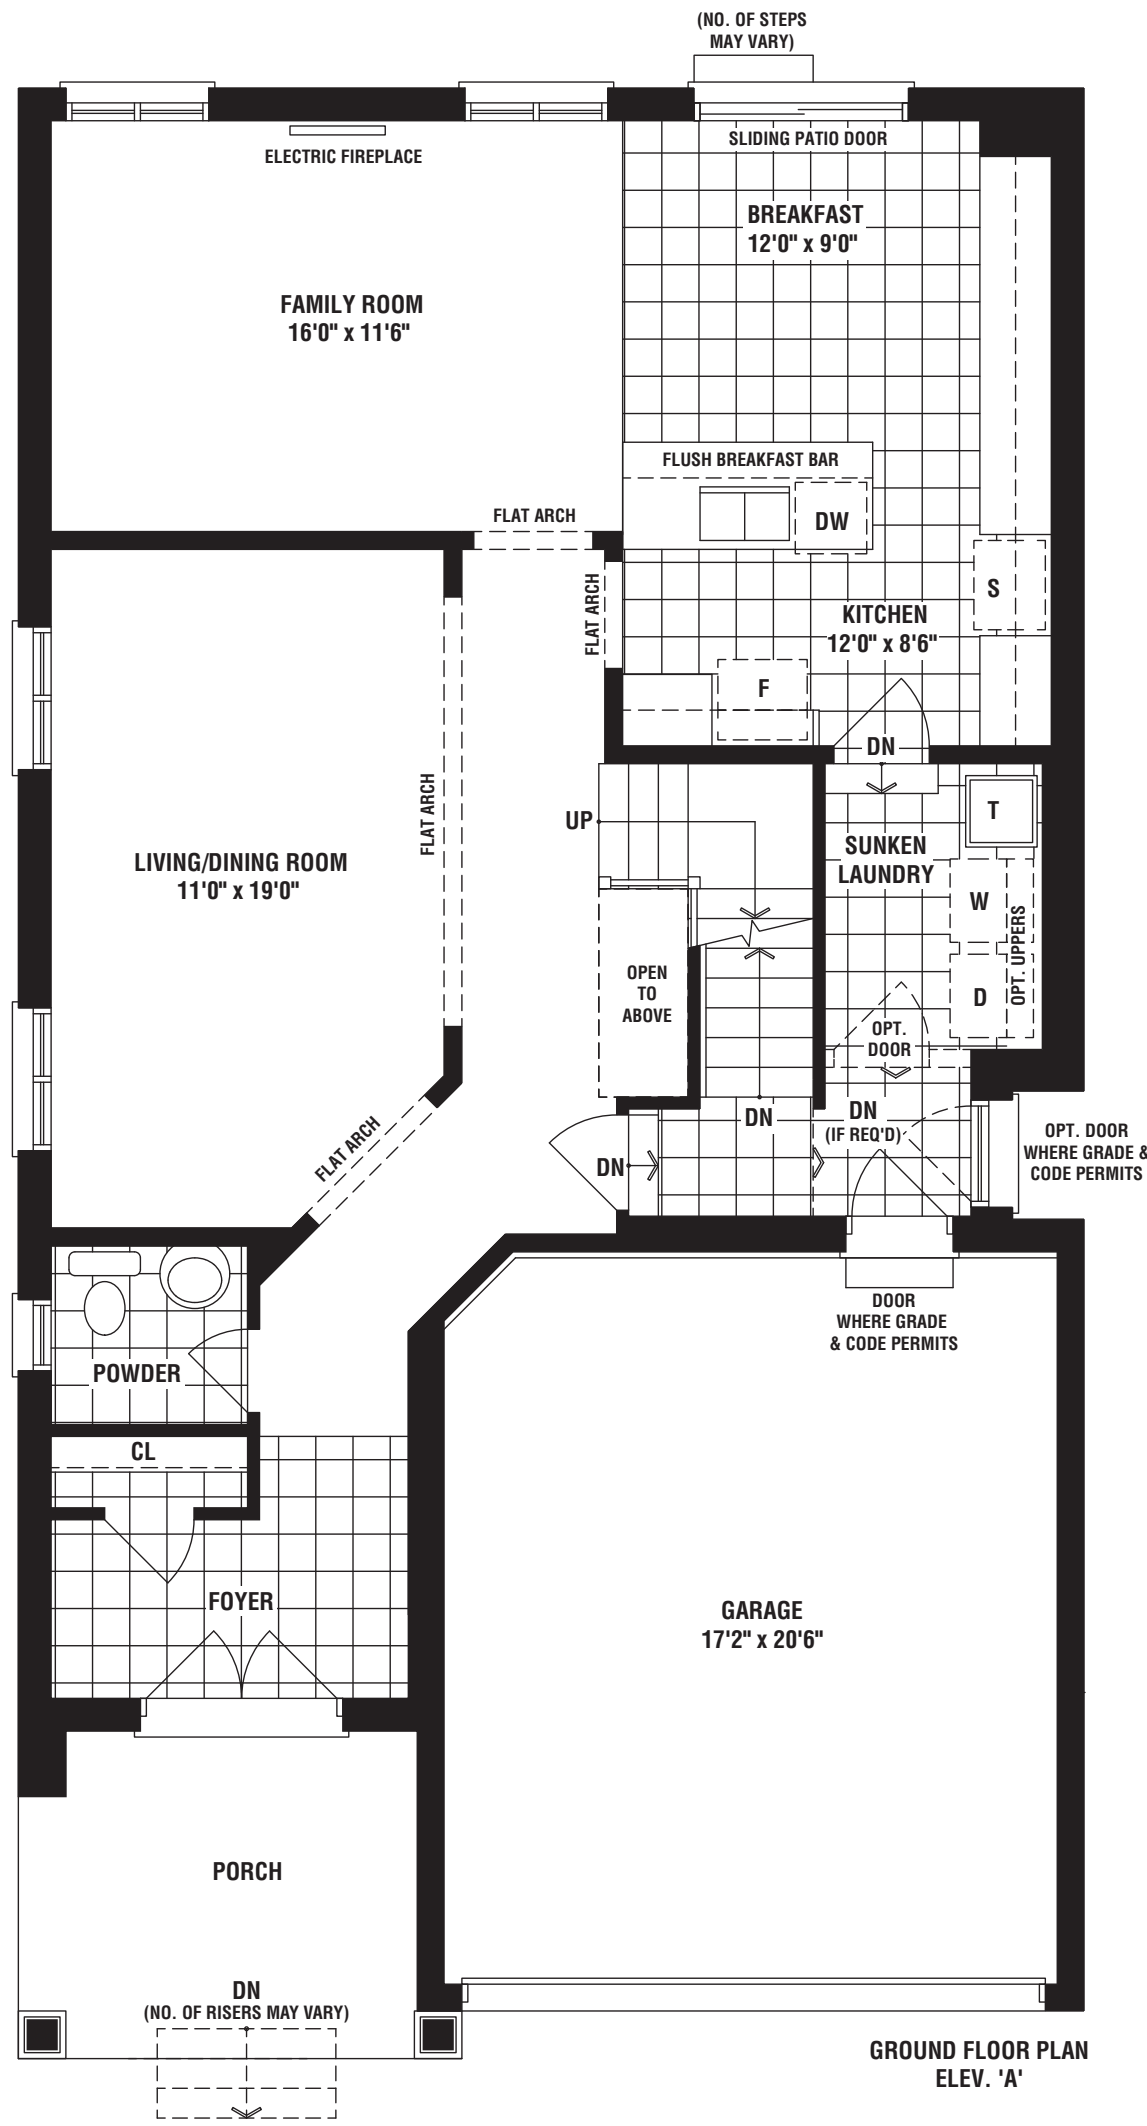 (NO. OF STEPS
MAY VARY)
SLIDING PATIO DOOR
ELECTRIC FIREPLACE
BREAKFAST
12'0" x 9'0"
FAMILY ROOM
16'0" x 11'6"
FLUSH BREAKFAST BAR
DW
FLAT ARCH
FLAT ARCH
S
KITCHEN
12'0" x 8'6"
F
DN
FLAT ARCH
UP
T
SUNKEN
LAUNDRY
LIVING/DINING ROOM
11'0" x 19'0"
W
OPT. UPPERS
D
OPEN
TO
ABOVE
OPT.
DOOR
DN
DN
(IF REQ'D)
FLAT ARCH
DN
OPT. DOOR
WHERE GRADE &
CODE PERMITS
DOOR
WHERE GRADE
& CODE PERMITS
POWDER
CL
FOYER
GARAGE
17'2" x 20'6"
PORCH
DN
(NO. OF RISERS MAY VARY)
GROUND FLOOR PLAN
ELEV. 'A'